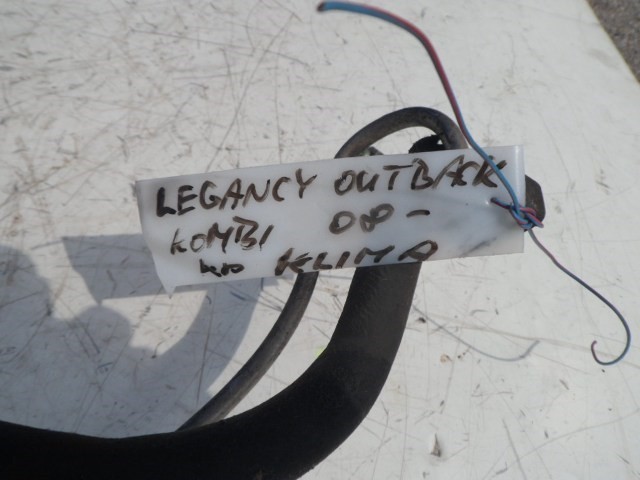 LEGANCY OUTBACK
KOMBI 08-
KLIMA